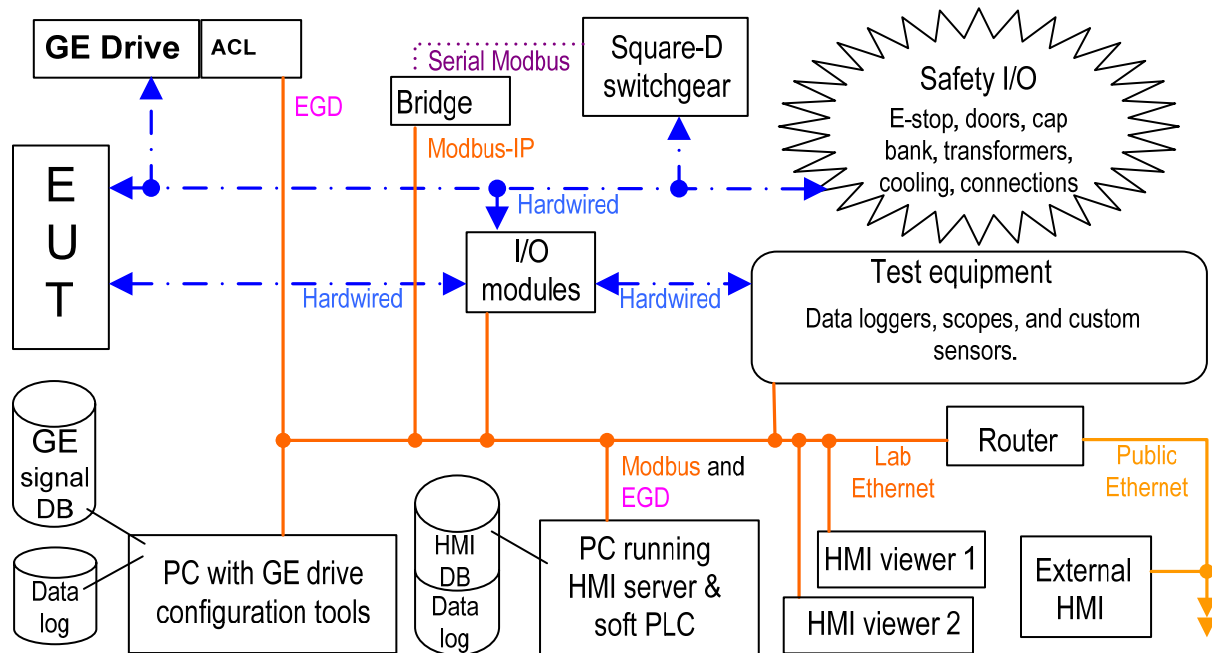 GE Drive
ACL
Serial Modbus
Square-D
switchgear
Safety I/O
E-stop, doors, cap
bank, transformers,
cooling, connections
EGD
Bridge
Modbus-IP
E
U
T
Hardwired
I/O
modules
Hardwired
Hardwired
Test equipment
Data loggers, scopes, and custom
sensors.
GE
signal
DB
Data
log
PC with GE drive
configuration tools
HMI
DB
Data
log
Modbus and
EGD
PC running
HMI server &
soft PLC
Lab
Ethernet
Router
Public
Ethernet
HMI viewer 1
HMI viewer 2
External
HMI